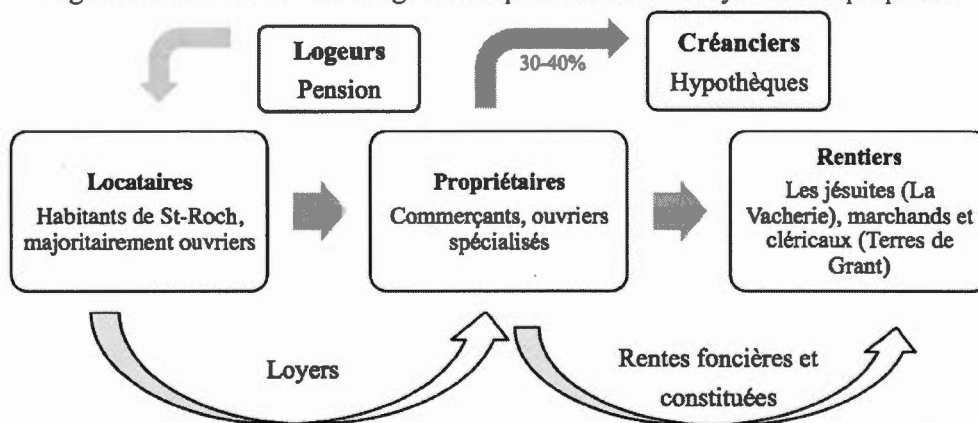 Logeurs
Pension
30-40%
Créanciers
Hypothèques
Locataires
Habitants de St-Roch,
majoritairement ouvriers
Propriétaires
Commerçants, ouvriers
spécialisés
Rentiers
Les jésuites (La
Vacherie), marchands et
cléricaux (Terres de
Grant)
Loyers
Rentes foncières et
constituées